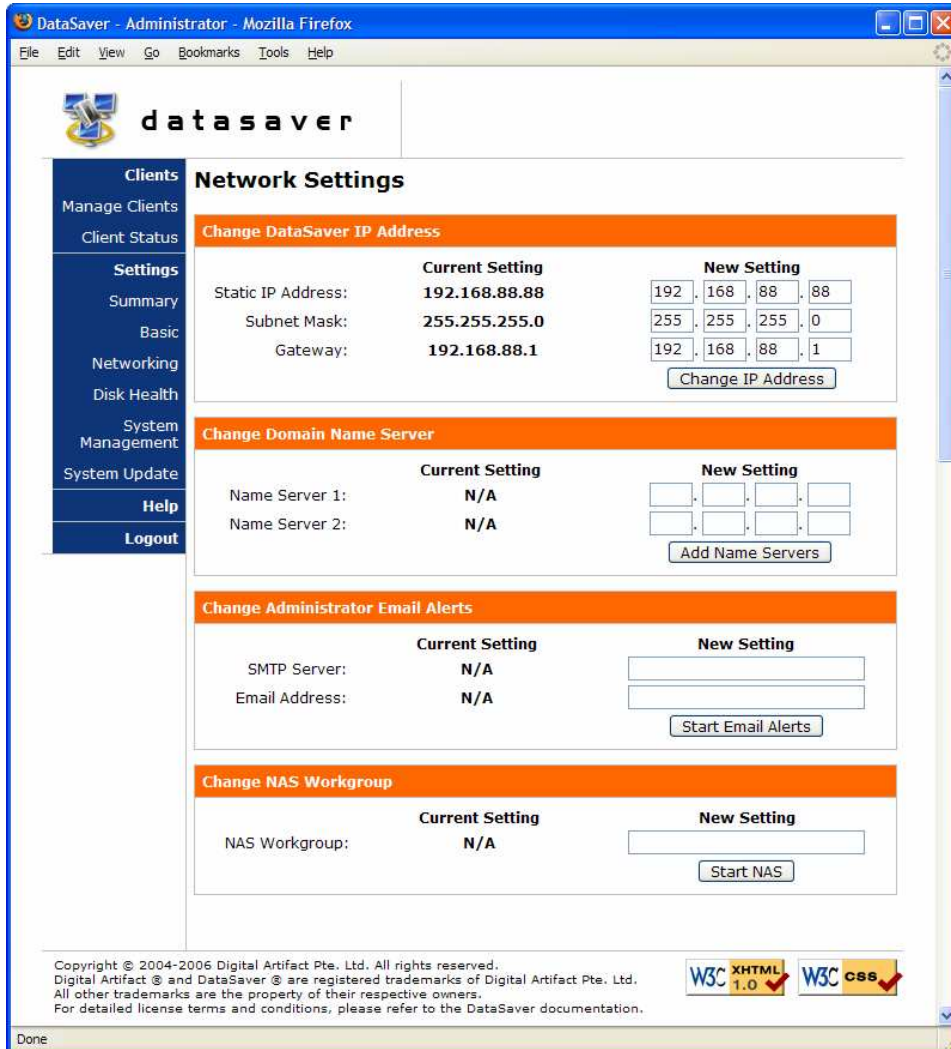 DataSaver - Administrator - Mozilla Firefox
File Edit View Go Bookmarks Tools Help
datasaver
Clients
Manage Clients
Client Status
Settings
Summary
Basic
Networking
Disk Health
System
Management
System Update
Help
Logout
Network Settings
Change DataSaver IP Address
Current Setting New Setting
Static IP Address: 192.168.88.88 192 . 168 . 88 . 88
Subnet Mask: 255.255.255.0 255 . 255 . 255 . 0
Gateway: 192.168.88.1 192 . 168 . 88 . 1
Change IP Address
Change Domain Name Server
Current Setting New Setting
Name Server 1: N/A . . .
Name Server 2: N/A . . .
Add Name Servers
Change Administrator Email Alerts
Current Setting New Setting
SMTP Server: N/A
Email Address: N/A
Start Email Alerts
Change NAS Workgroup
Current Setting New Setting
NAS Workgroup: N/A
Start NAS
Copyright © 2004-2006 Digital Artifact Pte. Ltd. All rights reserved.
Digital Artifact ® and DataSaver ® are registered trademarks of Digital Artifact Pte. Ltd.
All other trademarks are the property of their respective owners.
For detailed license terms and conditions, please refer to the DataSaver documentation.
W3C XHTML 1.0
W3C css
Done